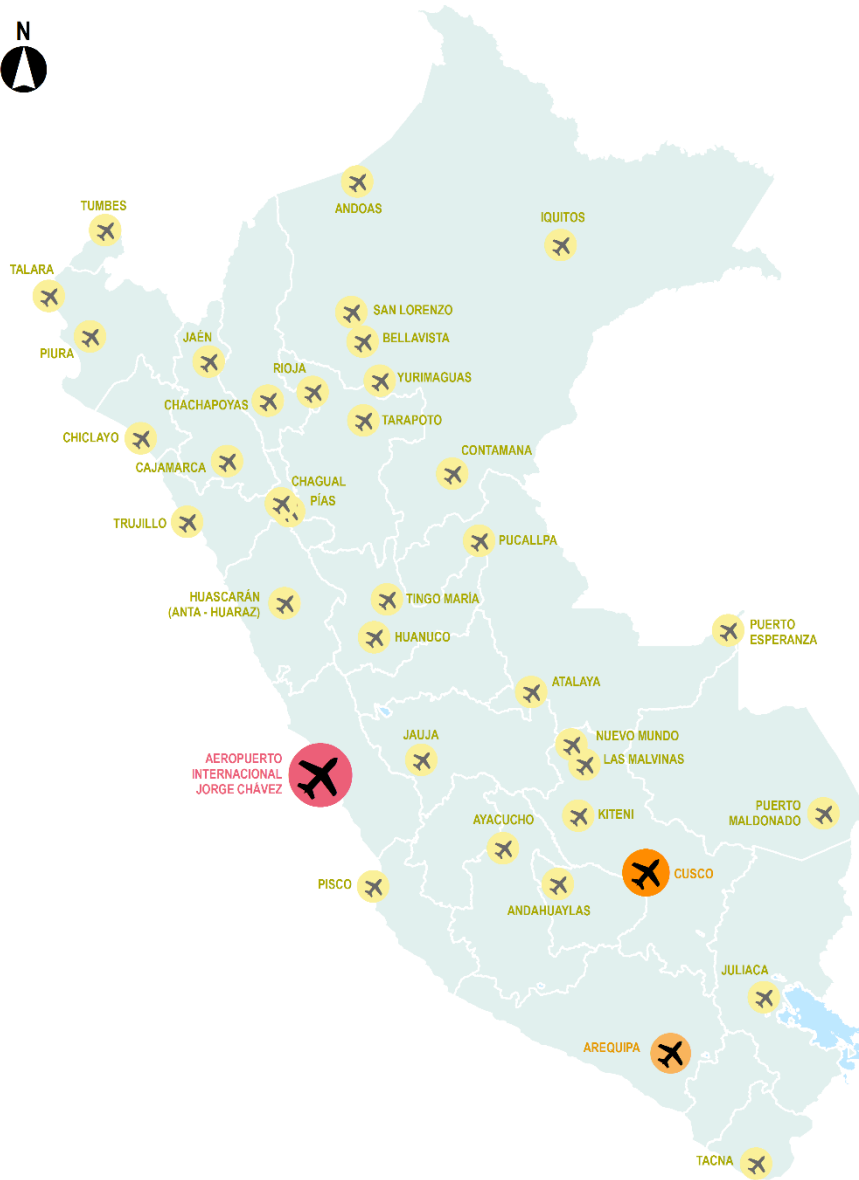 N
ANDOAS
TUMBES
IQUITOS
TALARA
SAN LORENZO
BELLAVISTA
JAÉN
PIURA
RIOJA
YURIMAGUAS
CHACHAPOYAS
TARAPOTO
CHICLAYO
CONTAMANA
CAJAMARCA
CHAGUAL
PÍAS
TRUJILLO
PUCALLPA
HUASCARÁN
(ANTA - HUARAZ)
TINGO MARÍA
HUANUCO
PUERTO
ESPERANZA
ATALAYA
JAUJA
NUEVO MUNDO
LAS MALVINAS
AEROPUERTO
INTERNACIONAL
JORGE CHÁVEZ
PUERTO
MALDONADO
KITENI
AYACUCHO
CUSCO
PISCO
ANDAHUAYLAS
JULIACA
AREQUIPA
TACNA